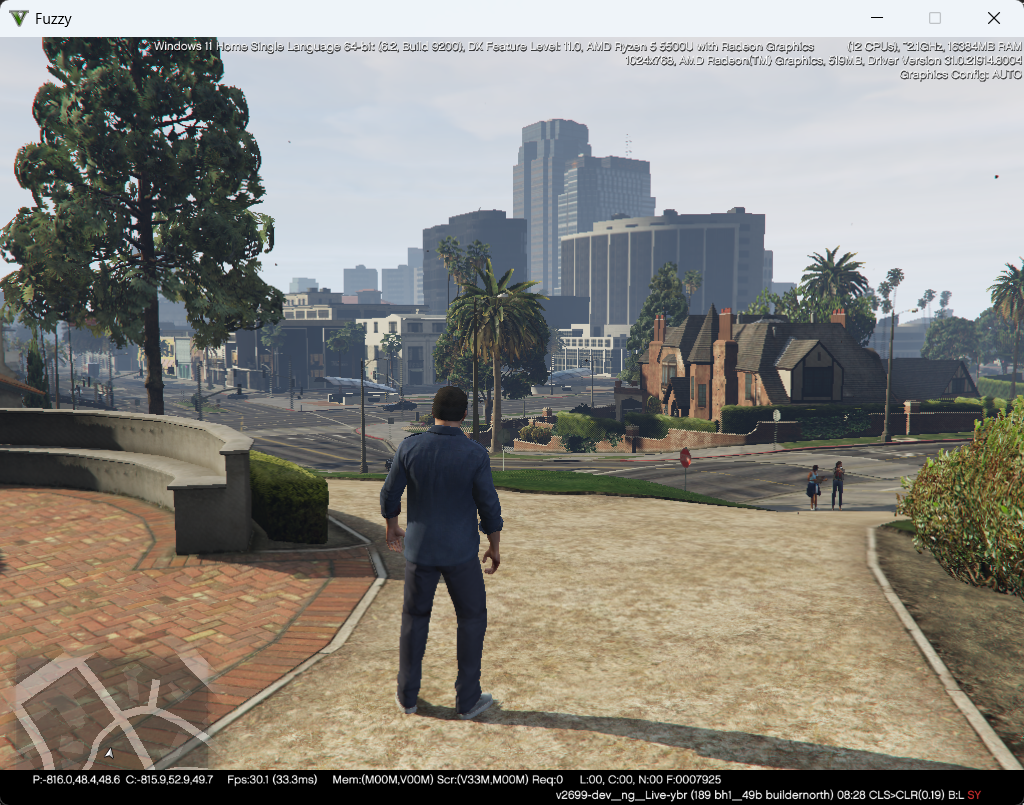 Fuzzy
Windows 11 Home Single Language 64-bit (6.2, Build 9200), DX Feature Level: 11.0, AMD Ryzen 5 5500U with Radeon Graphics (12 CPUs), ~2.1GHz, 16384MB RAM
1024x768, AMD Radeon(TM) Graphics, 519MB, Driver Version 31.0.21914.8004
Graphics Config: AUTO
P:-816.0,48.4,48.6 C:-815.9,52.9,49.7 Fps:30.1 (33.3ms) Mem:(M00M,V00M) Scr:(V33M,M00M) Req:0 L:00, C:00, N:00 F:0007925
v2699-dev__ng__Live-ybr (189 bh1__49b buildernorth) 08:28 CLS>CLR(0.19) B:L SY